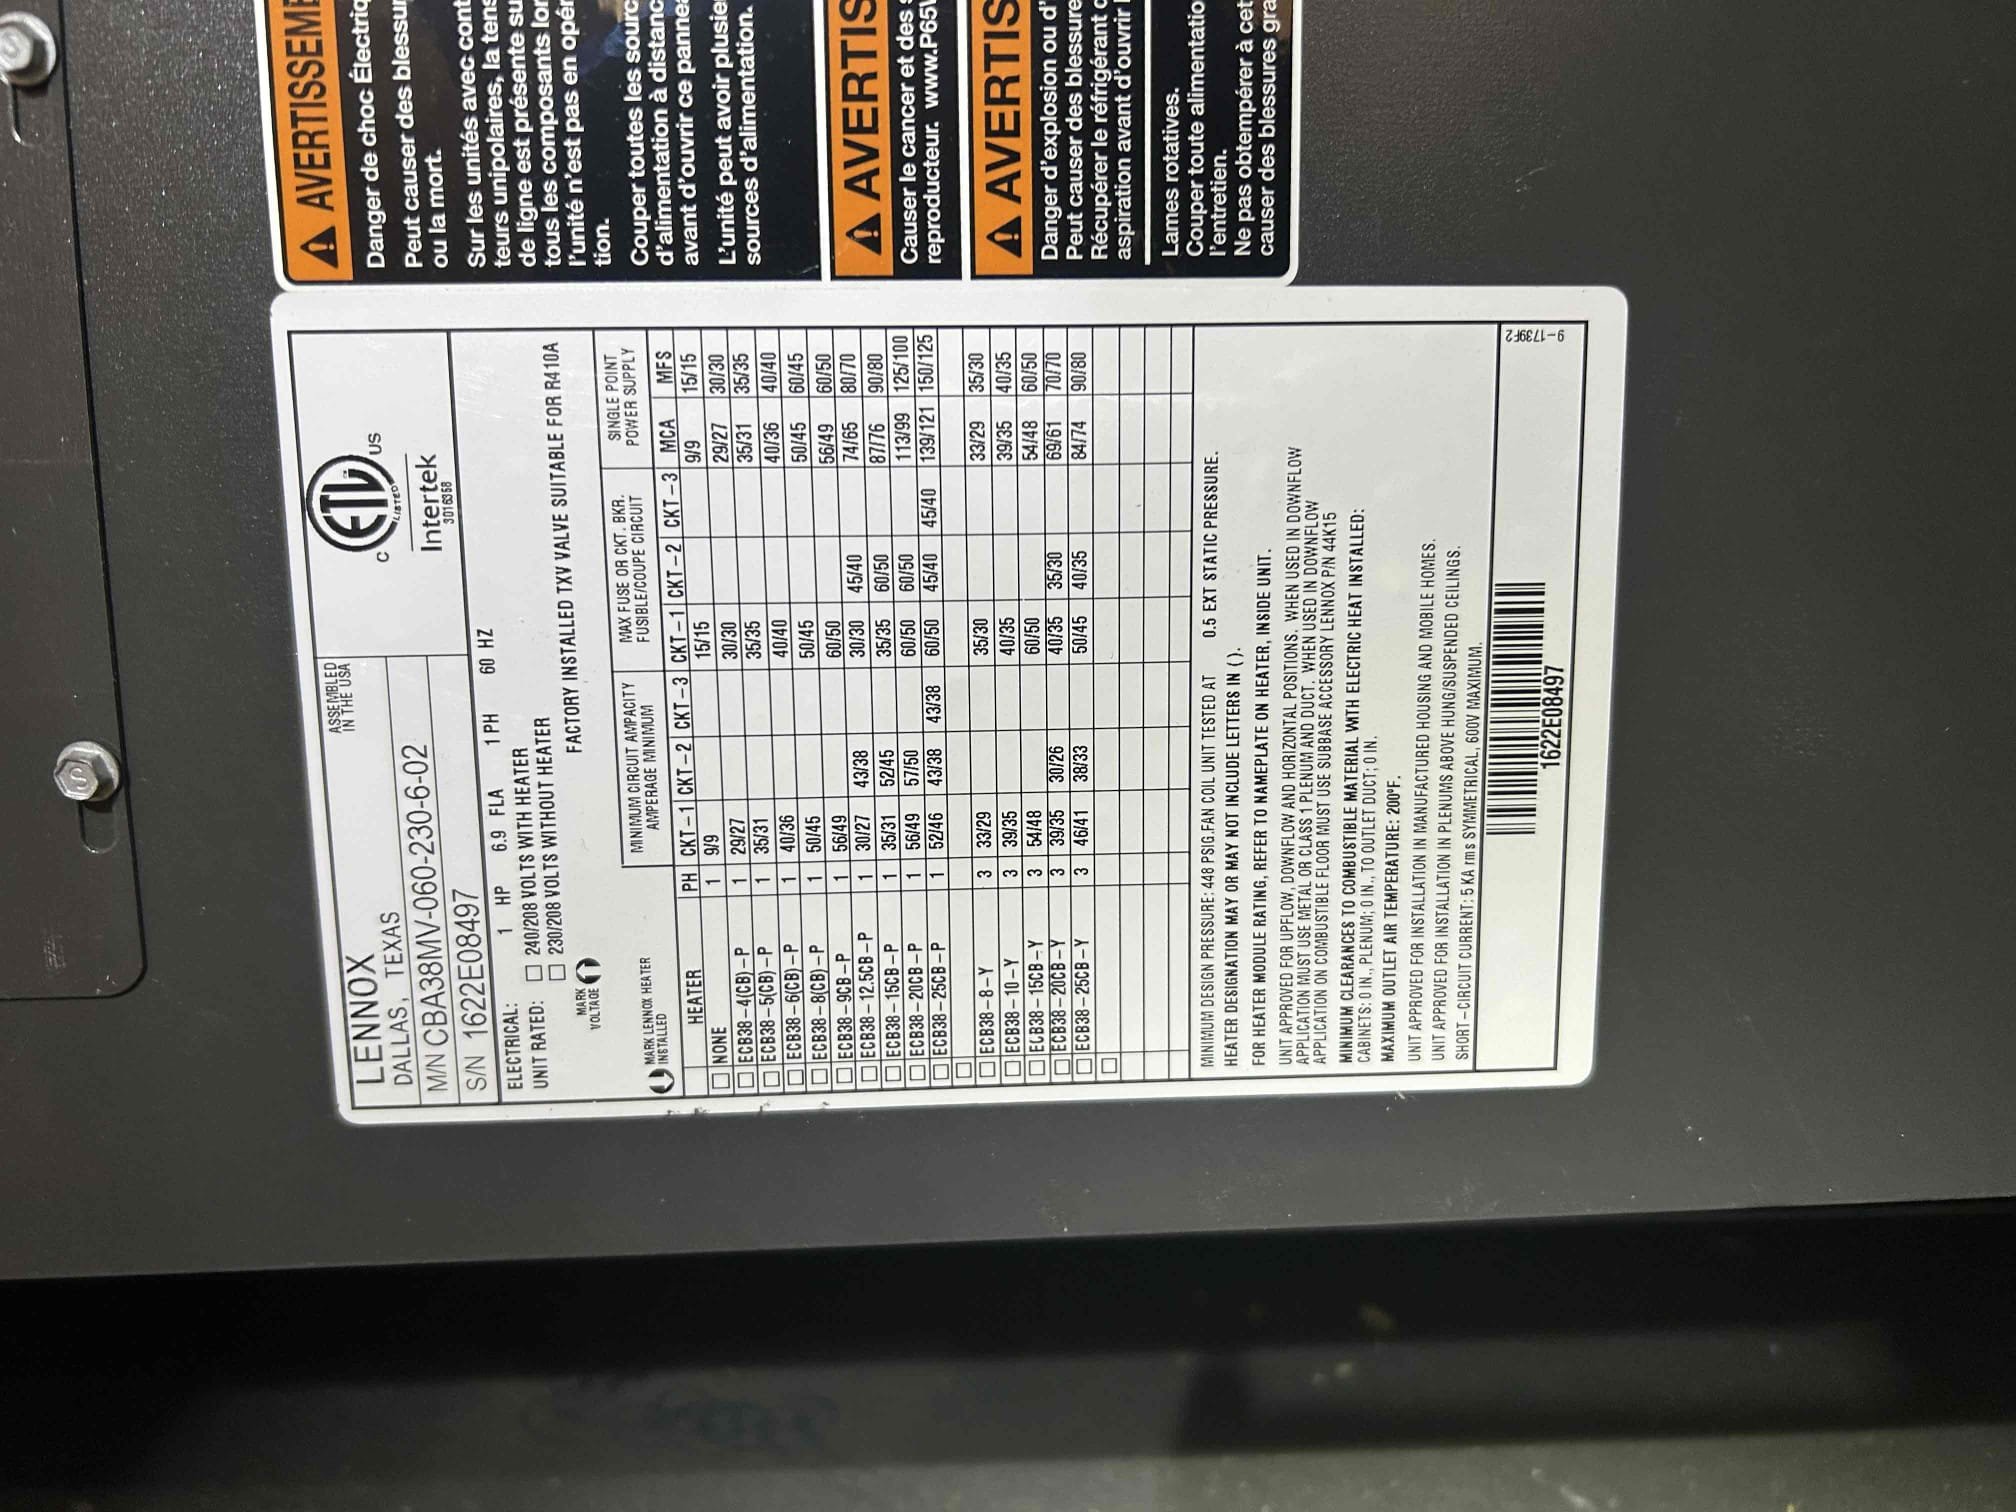 LENNOX
DALLAS, TEXAS
ASSEMBLED
IN THE USA
M/N CBA38MV-060-230-6-02
S/N 1622E08497
C ETL US
LISTED
Intertek
3016358
ELECTRICAL: 1 HP 6.9 FLA 1 PH 60 HZ
UNIT RATED: 240/208 VOLTS WITH HEATER
230/208 VOLTS WITHOUT HEATER
MARK
VOLTAGE
FACTORY INSTALLED TXV VALVE SUITABLE FOR R410A
MARK LENNOX HEATER
INSTALLED
MINIMUM CIRCUIT AMPACITY
AMPERAGE MINIMUM
MAX FUSE OR CKT. BKR.
FUSIBLE/COUPE CIRCUIT
SINGLE POINT
POWER SUPPLY
HEATER PH CKT-1 CKT-2 CKT-3 CKT-1 CKT-2 CKT-3 MCA MFS
NONE 1 9/9 15/15 9/9 15/15
ECB38-4(CB)-P 1 29/27 30/30 29/27 30/30
ECB38-5(CB)-P 1 35/31 35/35 35/31 35/35
ECB38-6(CB)-P 1 40/36 40/40 40/36 40/40
ECB38-8(CB)-P 1 50/45 50/45 50/45 60/45
ECB38-9CB-P 1 56/49 60/50 56/49 60/50
ECB38-12.5CB-P 1 30/27 43/38 30/30 45/40 74/65 80/70
ECB38-15CB-P 1 35/31 52/45 35/35 60/50 87/76 90/80
ECB38-20CB-P 1 56/49 57/50 60/50 60/50 113/99 125/100
ECB38-25CB-P 1 52/46 43/38 43/38 60/50 45/40 45/40 139/121 150/125
ECB38-8-Y 3 33/29 35/30 33/29 35/30
ECB38-10-Y 3 39/35 40/35 39/35 40/35
ECB38-15CB-Y 3 54/48 60/50 54/48 60/50
ECB38-20CB-Y 3 39/35 30/26 40/35 35/30 69/61 70/70
ECB38-25CB-Y 3 46/41 38/33 50/45 40/35 84/74 90/80
MINIMUM DESIGN PRESSURE: 448 PSIG.FAN COIL UNIT TESTED AT 0.5 EXT STATIC PRESSURE.
HEATER DESIGNATION MAY OR MAY NOT INCLUDE LETTERS IN ( ).
FOR HEATER MODULE RATING, REFER TO NAMEPLATE ON HEATER, INSIDE UNIT.
UNIT APPROVED FOR UPFLOW, DOWNFLOW AND HORIZONTAL POSITIONS. WHEN USED IN DOWNFLOW
APPLICATION MUST USE METAL OR CLASS 1 PLENUM AND DUCT. WHEN USED IN DOWNFLOW
APPLICATION ON COMBUSTIBLE FLOOR MUST USE SUBBASE ACCESSORY LENNOX P/N 44K15
MINIMUM CLEARANCES TO COMBUSTIBLE MATERIAL WITH ELECTRIC HEAT INSTALLED:
CABINETS: 0 IN., PLENUM; 0 IN., TO OUTLET DUCT; 0 IN.
MAXIMUM OUTLET AIR TEMPERATURE: 200°F.
UNIT APPROVED FOR INSTALLATION IN MANUFACTURED HOUSING AND MOBILE HOMES.
UNIT APPROVED FOR INSTALLATION IN PLENUMS ABOVE HUNG/SUSPENDED CEILINGS.
SHORT-CIRCUIT CURRENT: 5 KA rms SYMMETRICAL, 600V MAXIMUM.
1622E08497
9-1739F2
AVERTISSEME
Danger de choc Électriq
Peut causer des blessur
ou la mort.
Sur les unités avec cont
teurs unipolaires, la tens
de ligne est présente su
tous les composants lor
l'unité n'est pas en opér
tion.
Couper toutes les sourc
d'alimentation à distanc
avant d'ouvrir ce pannea
L'unité peut avoir plusie
sources d'alimentation.
AVERTIS
Causer le cancer et des
reproducteur. www.P65
AVERTIS
Danger d'explosion ou d'
Peut causer des blessure
Récupérer le réfrigérant
aspiration avant d'ouvrir
Lames rotatives.
Couper toute alimentatio
l'entretien.
Ne pas obtempérer à cet
causer des blessures gra